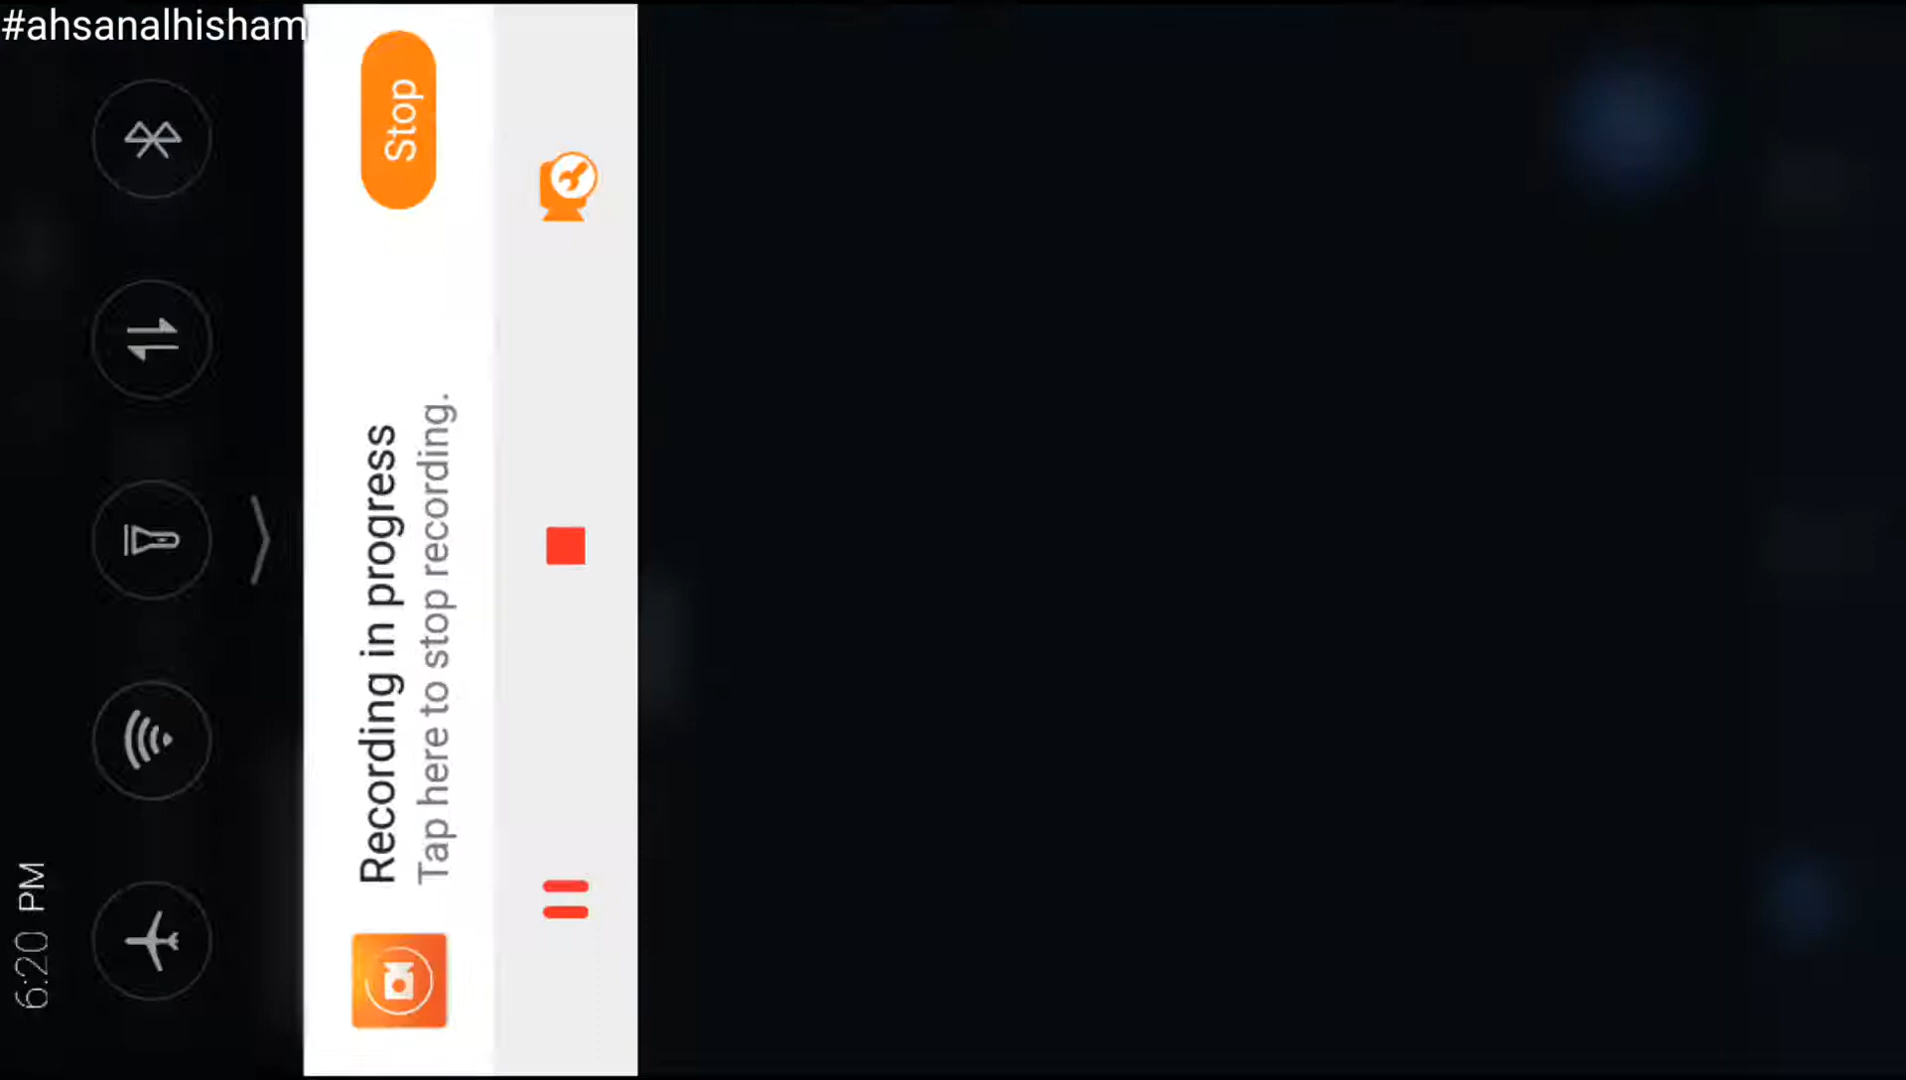 #ahsanalhisham
6:20 PM
Recording in progress
Tap here to stop recording.
Stop